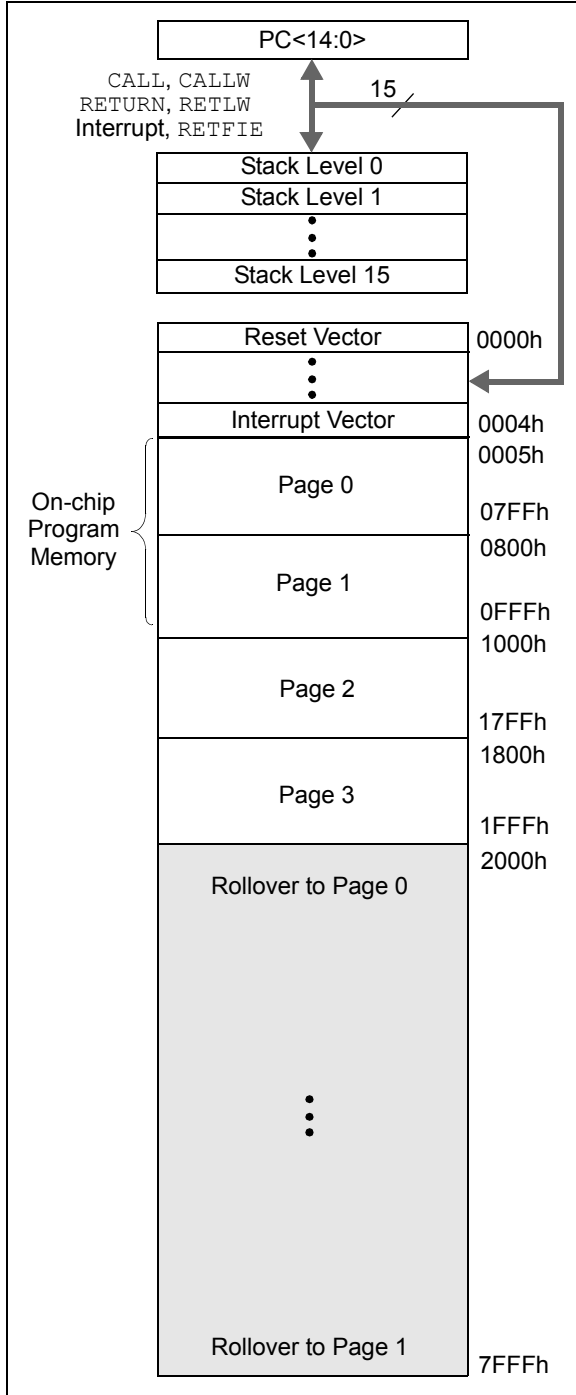 PC<14:0>
CALL, CALLW
RETURN, RETLW
Interrupt, RETFIE
15
Stack Level 0
Stack Level 1
Stack Level 15
Reset Vector
0000h
Interrupt Vector
0004h
0005h
On-chip
Program
Memory
Page 0
07FFh
0800h
Page 1
0FFFh
1000h
Page 2
17FFh
1800h
Page 3
1FFFh
2000h
Rollover to Page 0
Rollover to Page 1
7FFFh